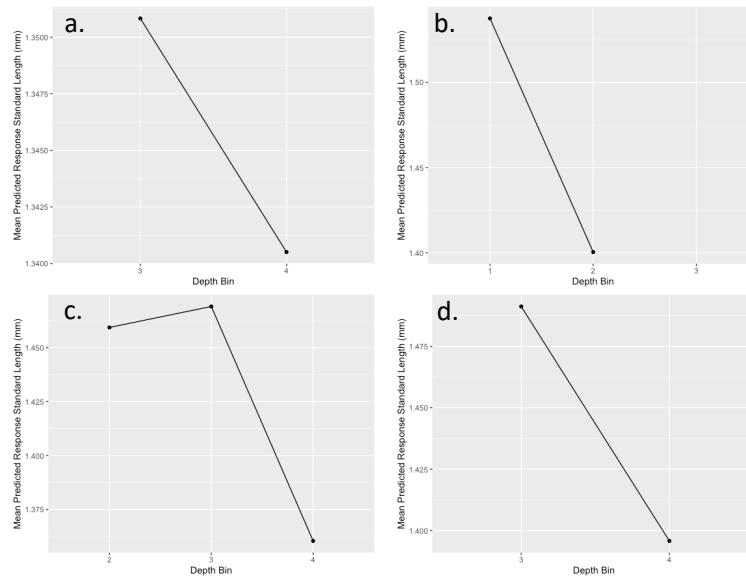 a.
Mean Predicted Response Standard Length (mm)
1.3500
1.3475
1.3450
1.3425
1.3400
3 4
Depth Bin
b.
Mean Predicted Response Standard Length (mm)
1.50
1.45
1.40
1 2 3
Depth Bin
c.
Mean Predicted Response Standard Length (mm)
1.450
1.425
1.400
1.375
2 3 4
Depth Bin
d.
Mean Predicted Response Standard Length (mm)
1.475
1.450
1.425
1.400
3 4
Depth Bin